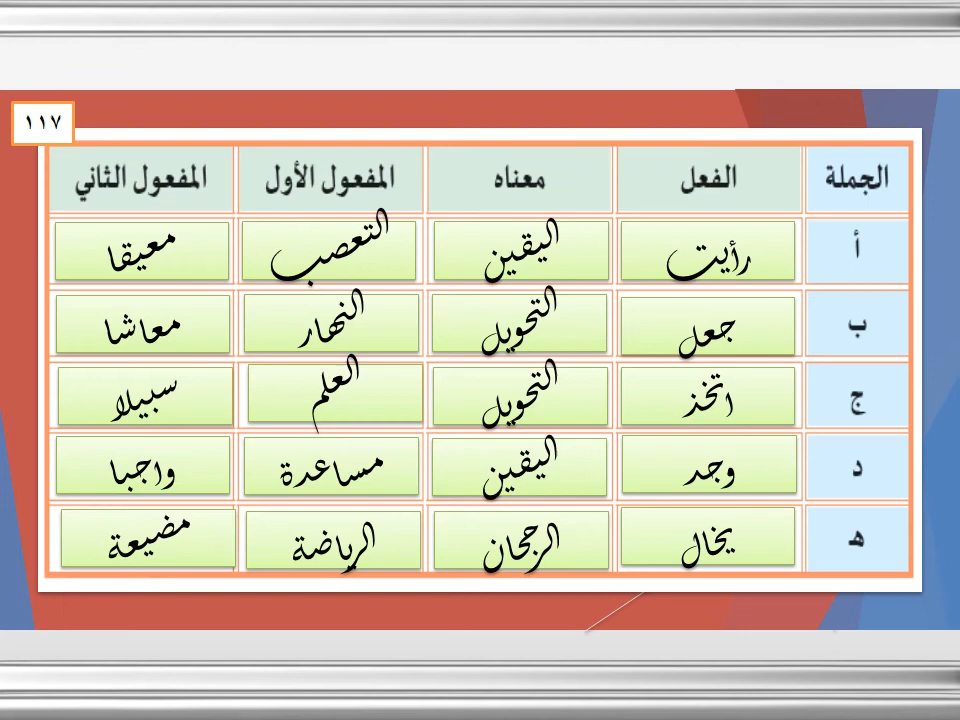 ١١٧
الجملة الفعل معناه المفعول الأول المفعول الثاني
أ رأيت اليقين التعصب معيقا
ب جعل التحويل النهار معاشا
ج اتخذ التحويل العلم سبيلا
د وجد اليقين مساعدة واجبا
هـ يخال الرجحان الرياضة مضيعة